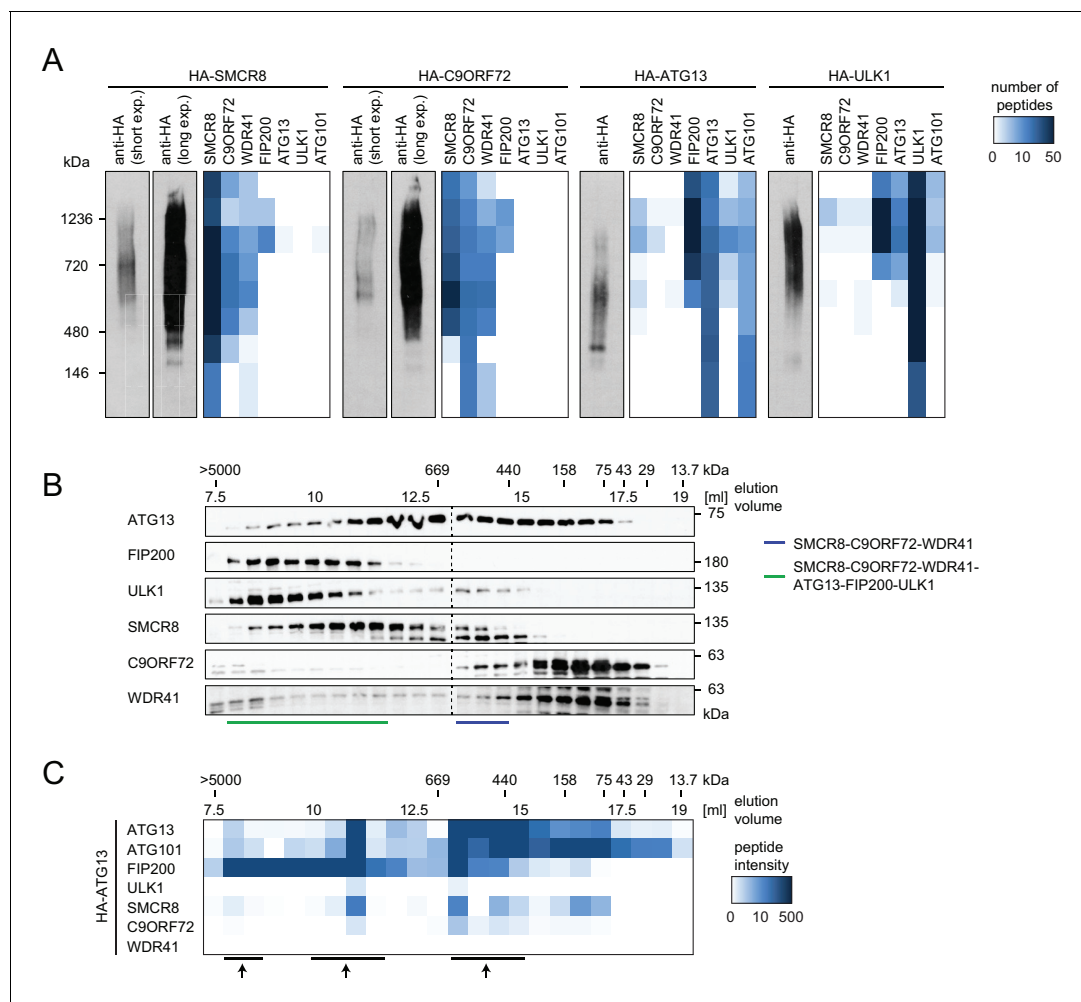 A
HA-SMCR8
HA-C9ORF72
HA-ATG13
HA-ULK1
number of
peptides
0 10 50
anti-HA
(short exp.)
anti-HA
(long exp.)
SMCR8
C9ORF72
WDR41
FIP200
ATG13
ULK1
ATG101
anti-HA
(short exp.)
anti-HA
(long exp.)
SMCR8
C9ORF72
WDR41
FIP200
ATG13
ULK1
ATG101
anti-HA
SMCR8
C9ORF72
WDR41
FIP200
ATG13
ULK1
ATG101
anti-HA
SMCR8
C9ORF72
WDR41
FIP200
ATG13
ULK1
ATG101
kDa
1236
720
480
146
B
>5000 669 440 158 75 43 29 13.7 kDa
7.5 10 12.5 15 17.5 19 [ml] elution
volume
ATG13 75
FIP200 180
ULK1 135
SMCR8 135
C9ORF72 63
WDR41 63
kDa
SMCR8-C9ORF72-WDR41
SMCR8-C9ORF72-WDR41-
ATG13-FIP200-ULK1
C
>5000 669 440 158 75 43 29 13.7 kDa
7.5 10 12.5 15 17.5 19 [ml] elution
volume
HA-ATG13
ATG13
ATG101
FIP200
ULK1
SMCR8
C9ORF72
WDR41
peptide
intensity
0 10 500